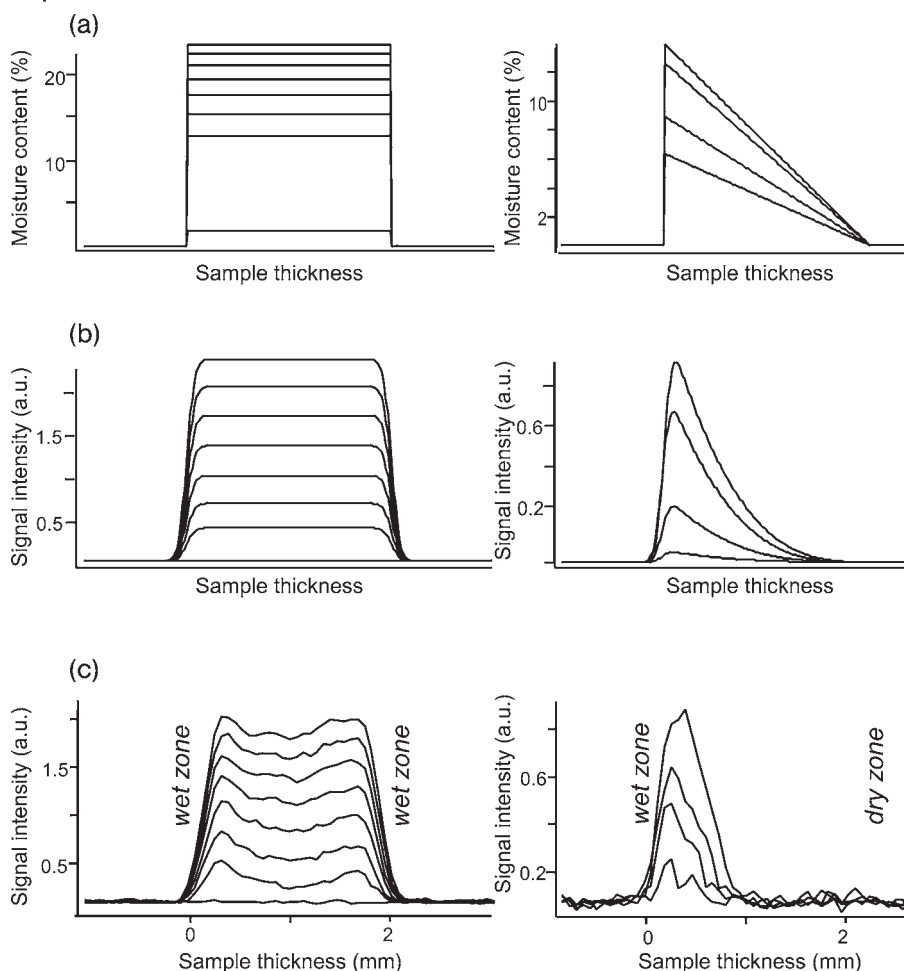 (a)
Moisture content (%)
20
10
Sample thickness
Moisture content (%)
10
2
Sample thickness
(b)
Signal intensity (a.u.)
1.5
0.5
Sample thickness
Signal intensity (a.u.)
0.6
0.2
Sample thickness
(c)
Signal intensity (a.u.)
1.5
0.5
wet zone
wet zone
0
2
Sample thickness (mm)
Signal intensity (a.u.)
0.6
0.2
wet zone
dry zone
0
2
Sample thickness (mm)